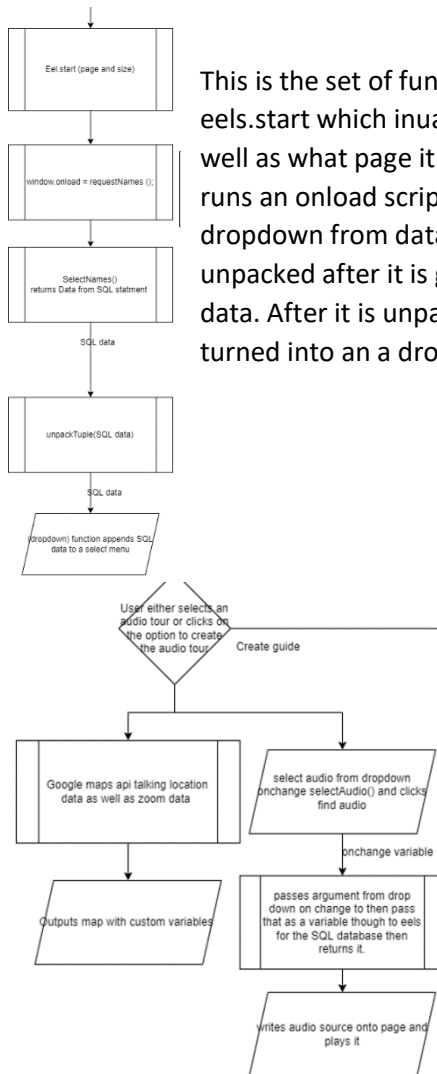 Eel.start (page and size)
This is the set of fun
eels.start which inua
well as what page it
window.onload = requestNames ();
runs an onload scrip
dropdown from data
SelectNames()
returns Data from SQL statment
unpacked after it is g
data. After it is unpa
turned into an a dro
SQL data
unpackTuple(SQL data)
SQL data
(dropdown) function appends SQL
data to a select menu
User either selects an
audio tour or clicks on
the option to create
the audio tour
Create guide
Google maps api talking location
data as well as zoom data
select audio from dropdown
onchange selectAudio() and clicks
find audio
onchange variable
Outputs map with custom variables
passes argument from drop
down on change to then pass
that as a variable though to eels
for the SQL database then
returns it.
writes audio source onto page and
plays it